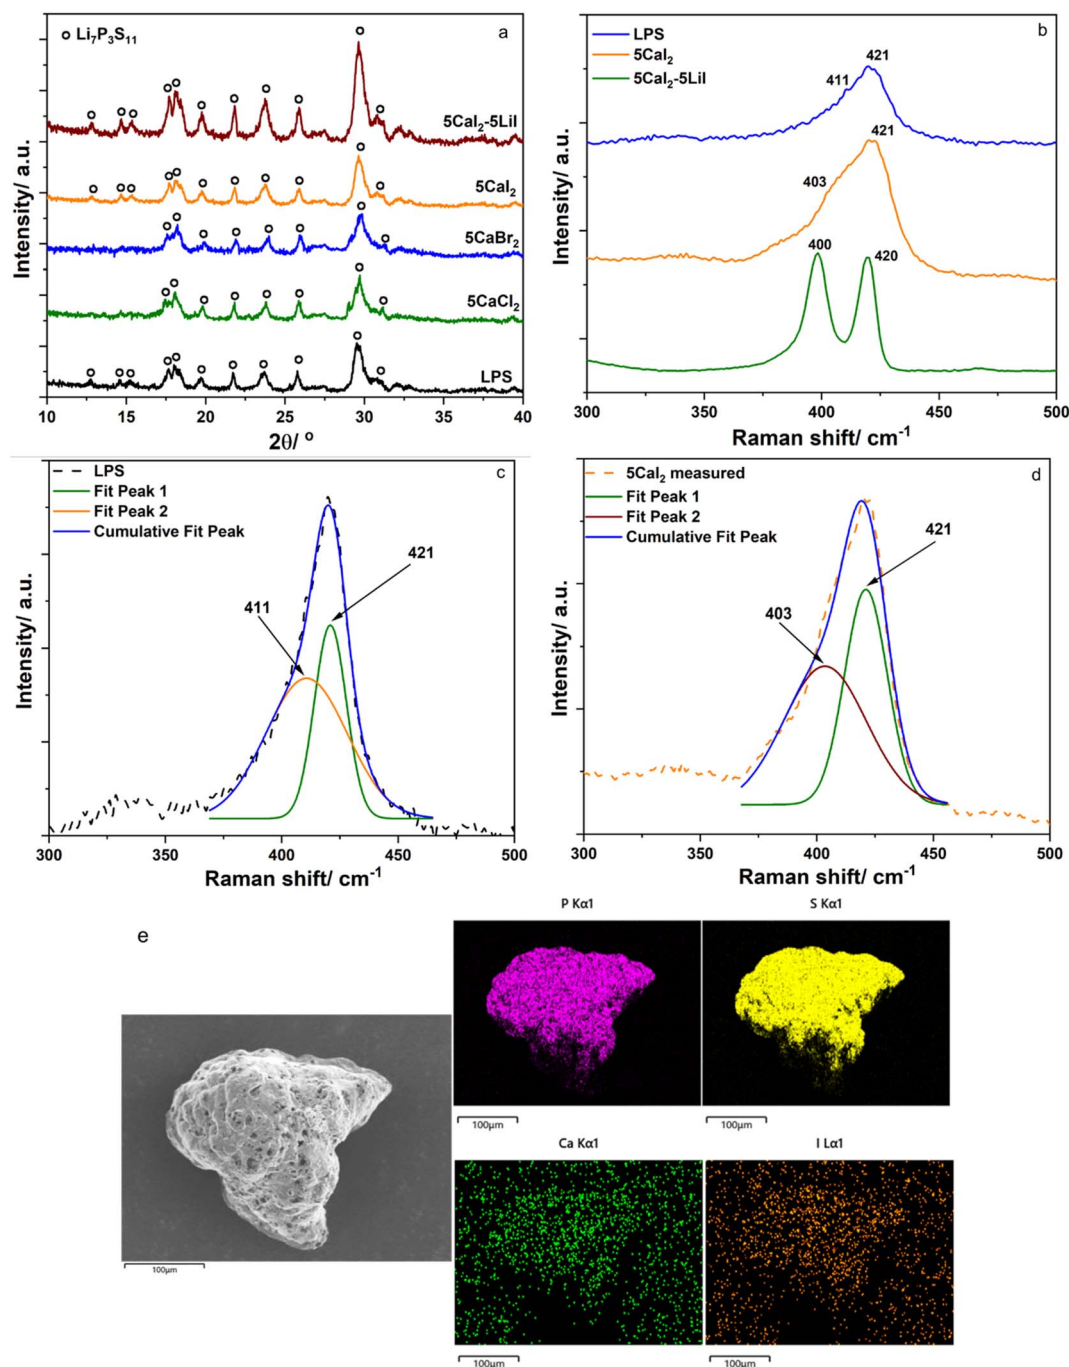 o Li₇P₃S₁₁
a
5CaI₂-5LiI
5CaI₂
5CaBr₂
5CaCl₂
LPS
Intensity/ a.u.
10 15 20 25 30 35 40
2θ/ °
b
LPS
5CaI₂
5CaI₂-5LiI
421
411
421
403
400
420
Intensity/ a.u.
300 400 450 500
Raman shift/ cm⁻¹
c
LPS
Fit Peak 1
Fit Peak 2
Cumulative Fit Peak
421
411
Intensity/ a.u.
300 350 400 450 500
Raman shift/ cm⁻¹
d
5CaI₂ measured
Fit Peak 1
Fit Peak 2
Cumulative Fit Peak
421
403
Intensity/ a.u.
300 350 400 450 500
Raman shift/ cm⁻¹
e
100µm
P Kα1
100µm
S Kα1
100µm
Ca Kα1
100µm
I Lα1
100µm